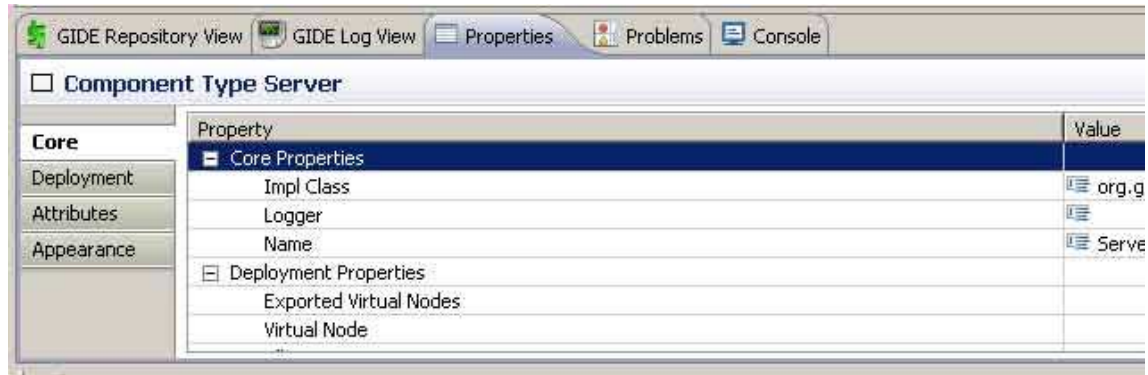 GIDE Repository View GIDE Log View Properties Problems Console
Component Type Server
Core
Deployment
Attributes
Appearance
Property Value
Core Properties
Impl Class org.g
Logger
Name Serve
Deployment Properties
Exported Virtual Nodes
Virtual Node